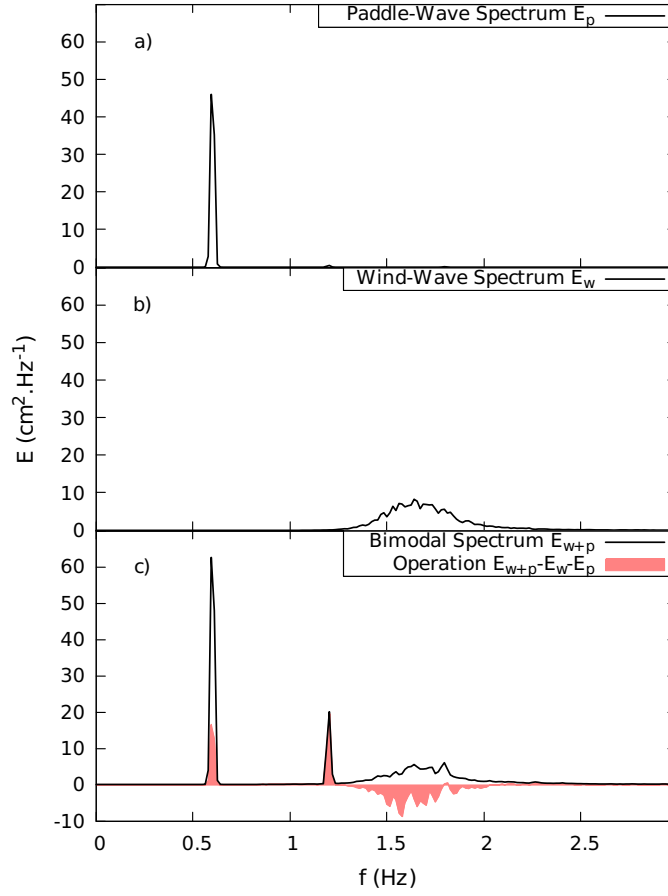 Paddle-Wave Spectrum E_p
a)
60
50
40
30
20
10
0
Wind-Wave Spectrum E_w
b)
60
50
40
30
20
10
0
E (cm².Hz⁻¹)
Bimodal Spectrum E_{w+p}
Operation E_{w+p}-E_w-E_p
c)
60
50
40
30
20
10
0
-10
0 0.5 1 1.5 2 2.5
f (Hz)